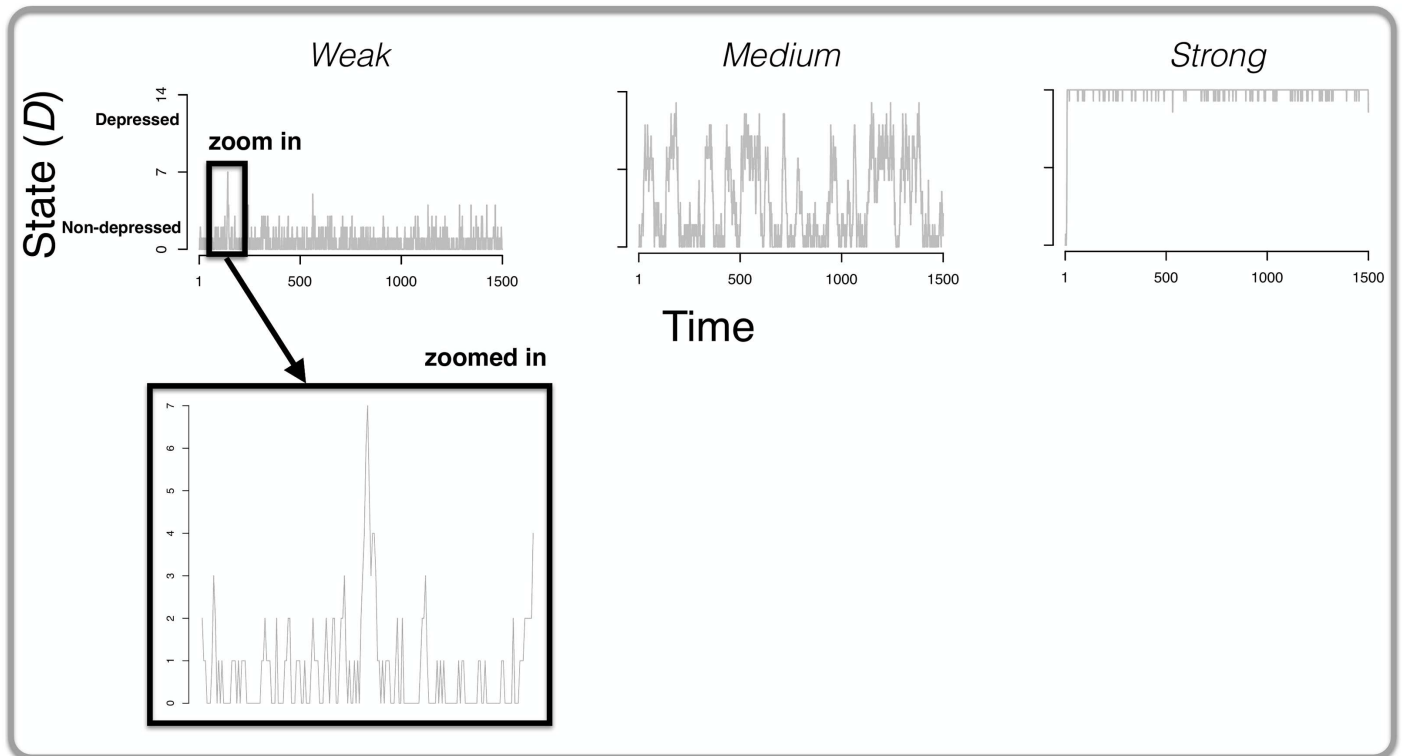 Weak
Medium
Strong
State (D)
14
7
0
Depressed
Non-depressed
zoom in
1 500 1000 1500
1 500 1000 1500
1 500 1000 1500
Time
zoomed in
7
6
5
4
3
2
1
0